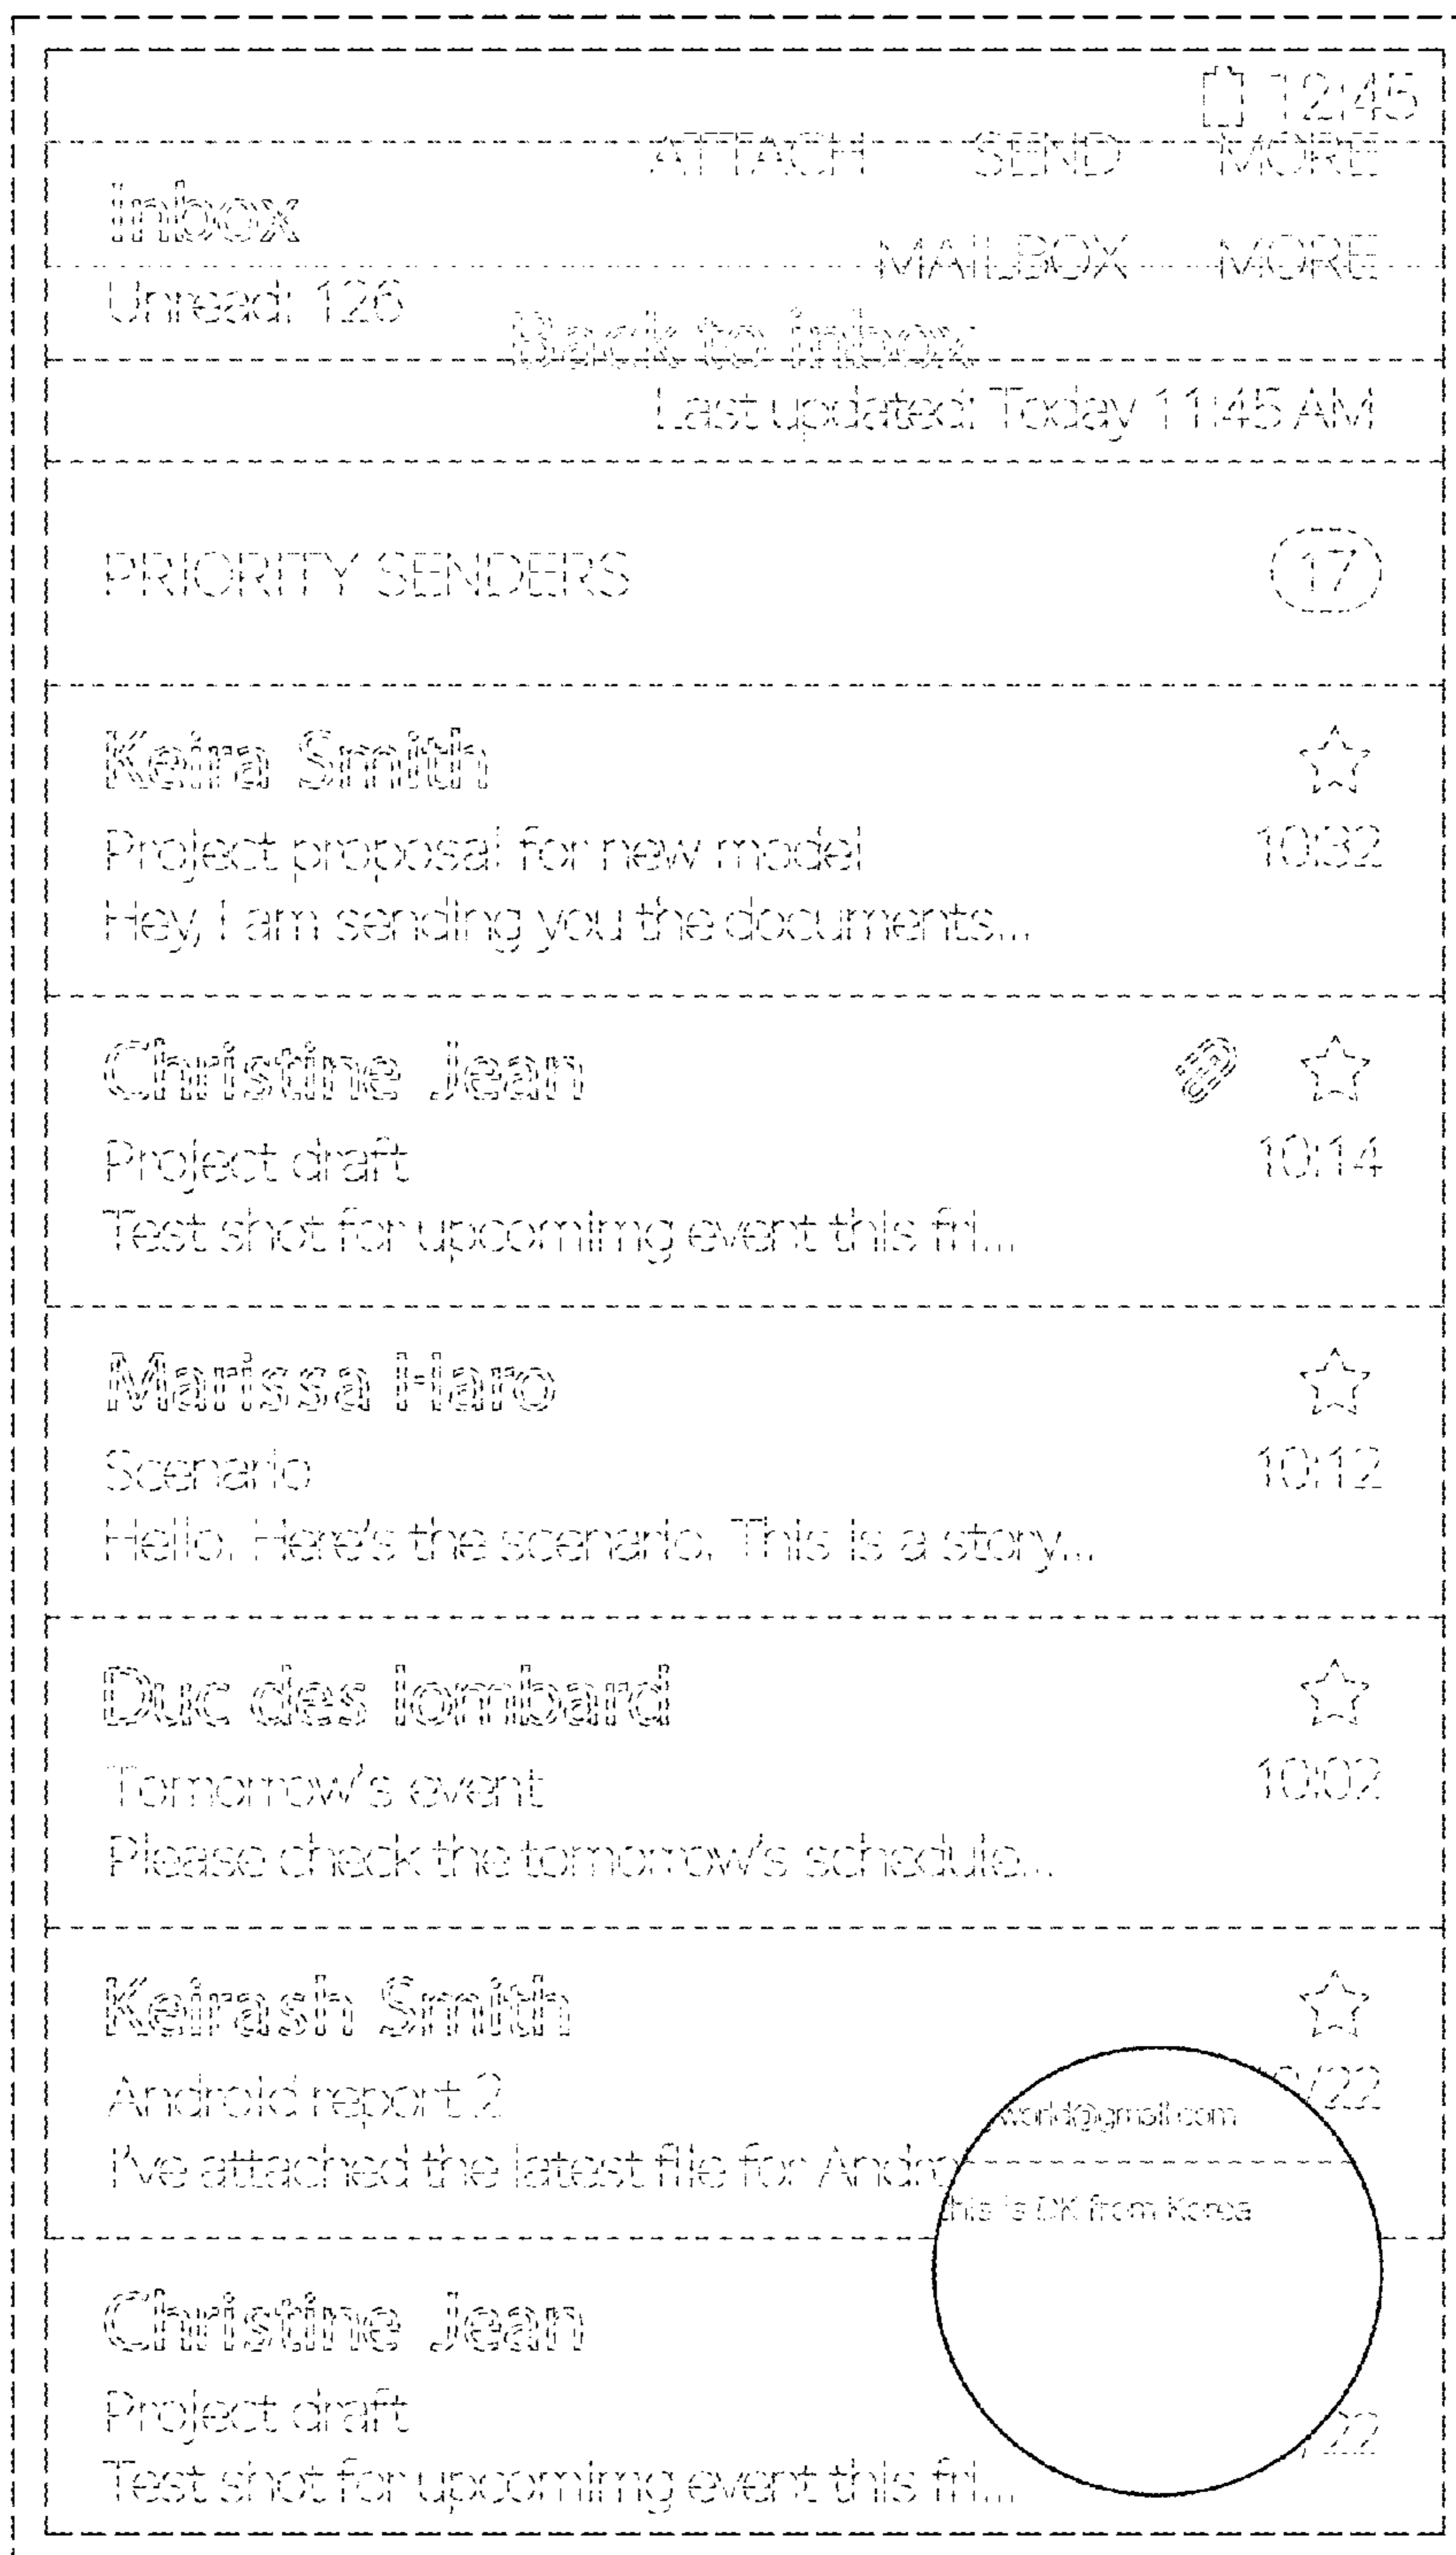 12:45
ATTACH SEND MORE
Inbox
MAILBOX MORE
Unread: 126
Back to inbox
Last updated: Today 11:45 AM
PRIORITY SENDERS 17
Keira Smith
Project proposal for new model 10:32
Hey, I am sending you the documents...
Christine Jean
Project draft 10:14
Test shot for upcomimg event this fri...
Marissa Haro
Scenario 10:12
Hello. Here's the scenario. This is a story...
Duc des lombard
Tomorrow's event 10:02
Please check the tomorrow's schedule...
Keirash Smith
Android report 2 /22
world@gmail.com
I've attached the latest file for Andro
this is DK from Korea
Christine Jean
Project draft /22
Test shot for upcomimg event this fri...